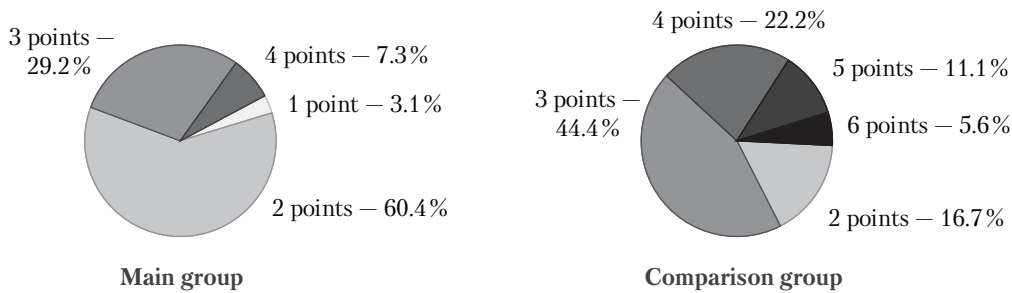 3 points —
29.2%
4 points — 7.3%
1 point — 3.1%
2 points — 60.4%
Main group
4 points — 22.2%
5 points — 11.1%
3 points —
44.4%
6 points — 5.6%
2 points — 16.7%
Comparison group